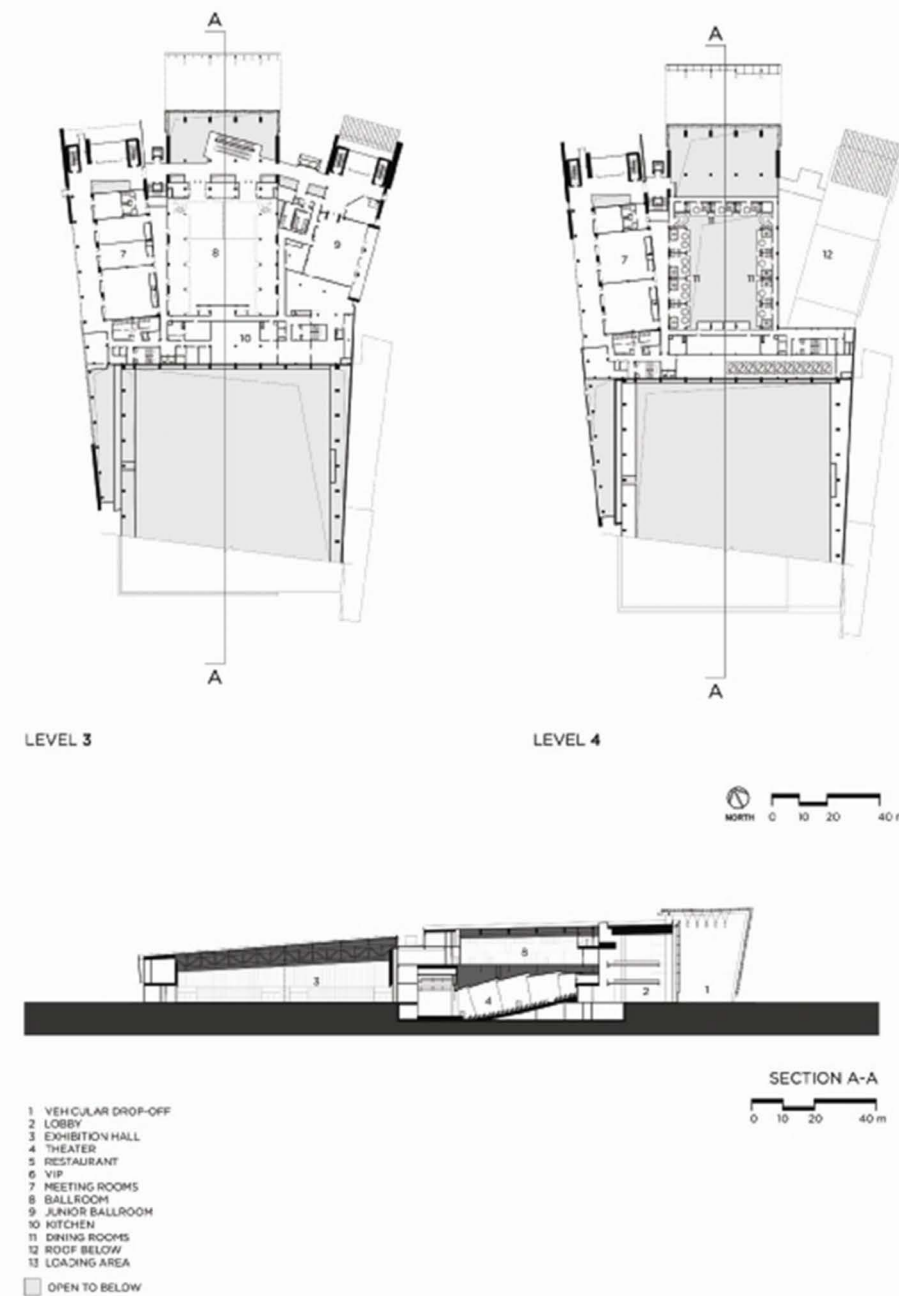 A
A
7
8
9
10
7
11
11
12
A
A
LEVEL 3
LEVEL 4
NORTH 0 10 20 40 m
3
8
4
2
1
SECTION A-A
0 10 20 40 m
1 VEHICULAR DROP-OFF
2 LOBBY
3 EXHIBITION HALL
4 THEATER
5 RESTAURANT
6 VIP
7 MEETING ROOMS
8 BALLROOM
9 JUNIOR BALLROOM
10 KITCHEN
11 DINING ROOMS
12 ROOF BELOW
13 LOADING AREA
OPEN TO BELOW